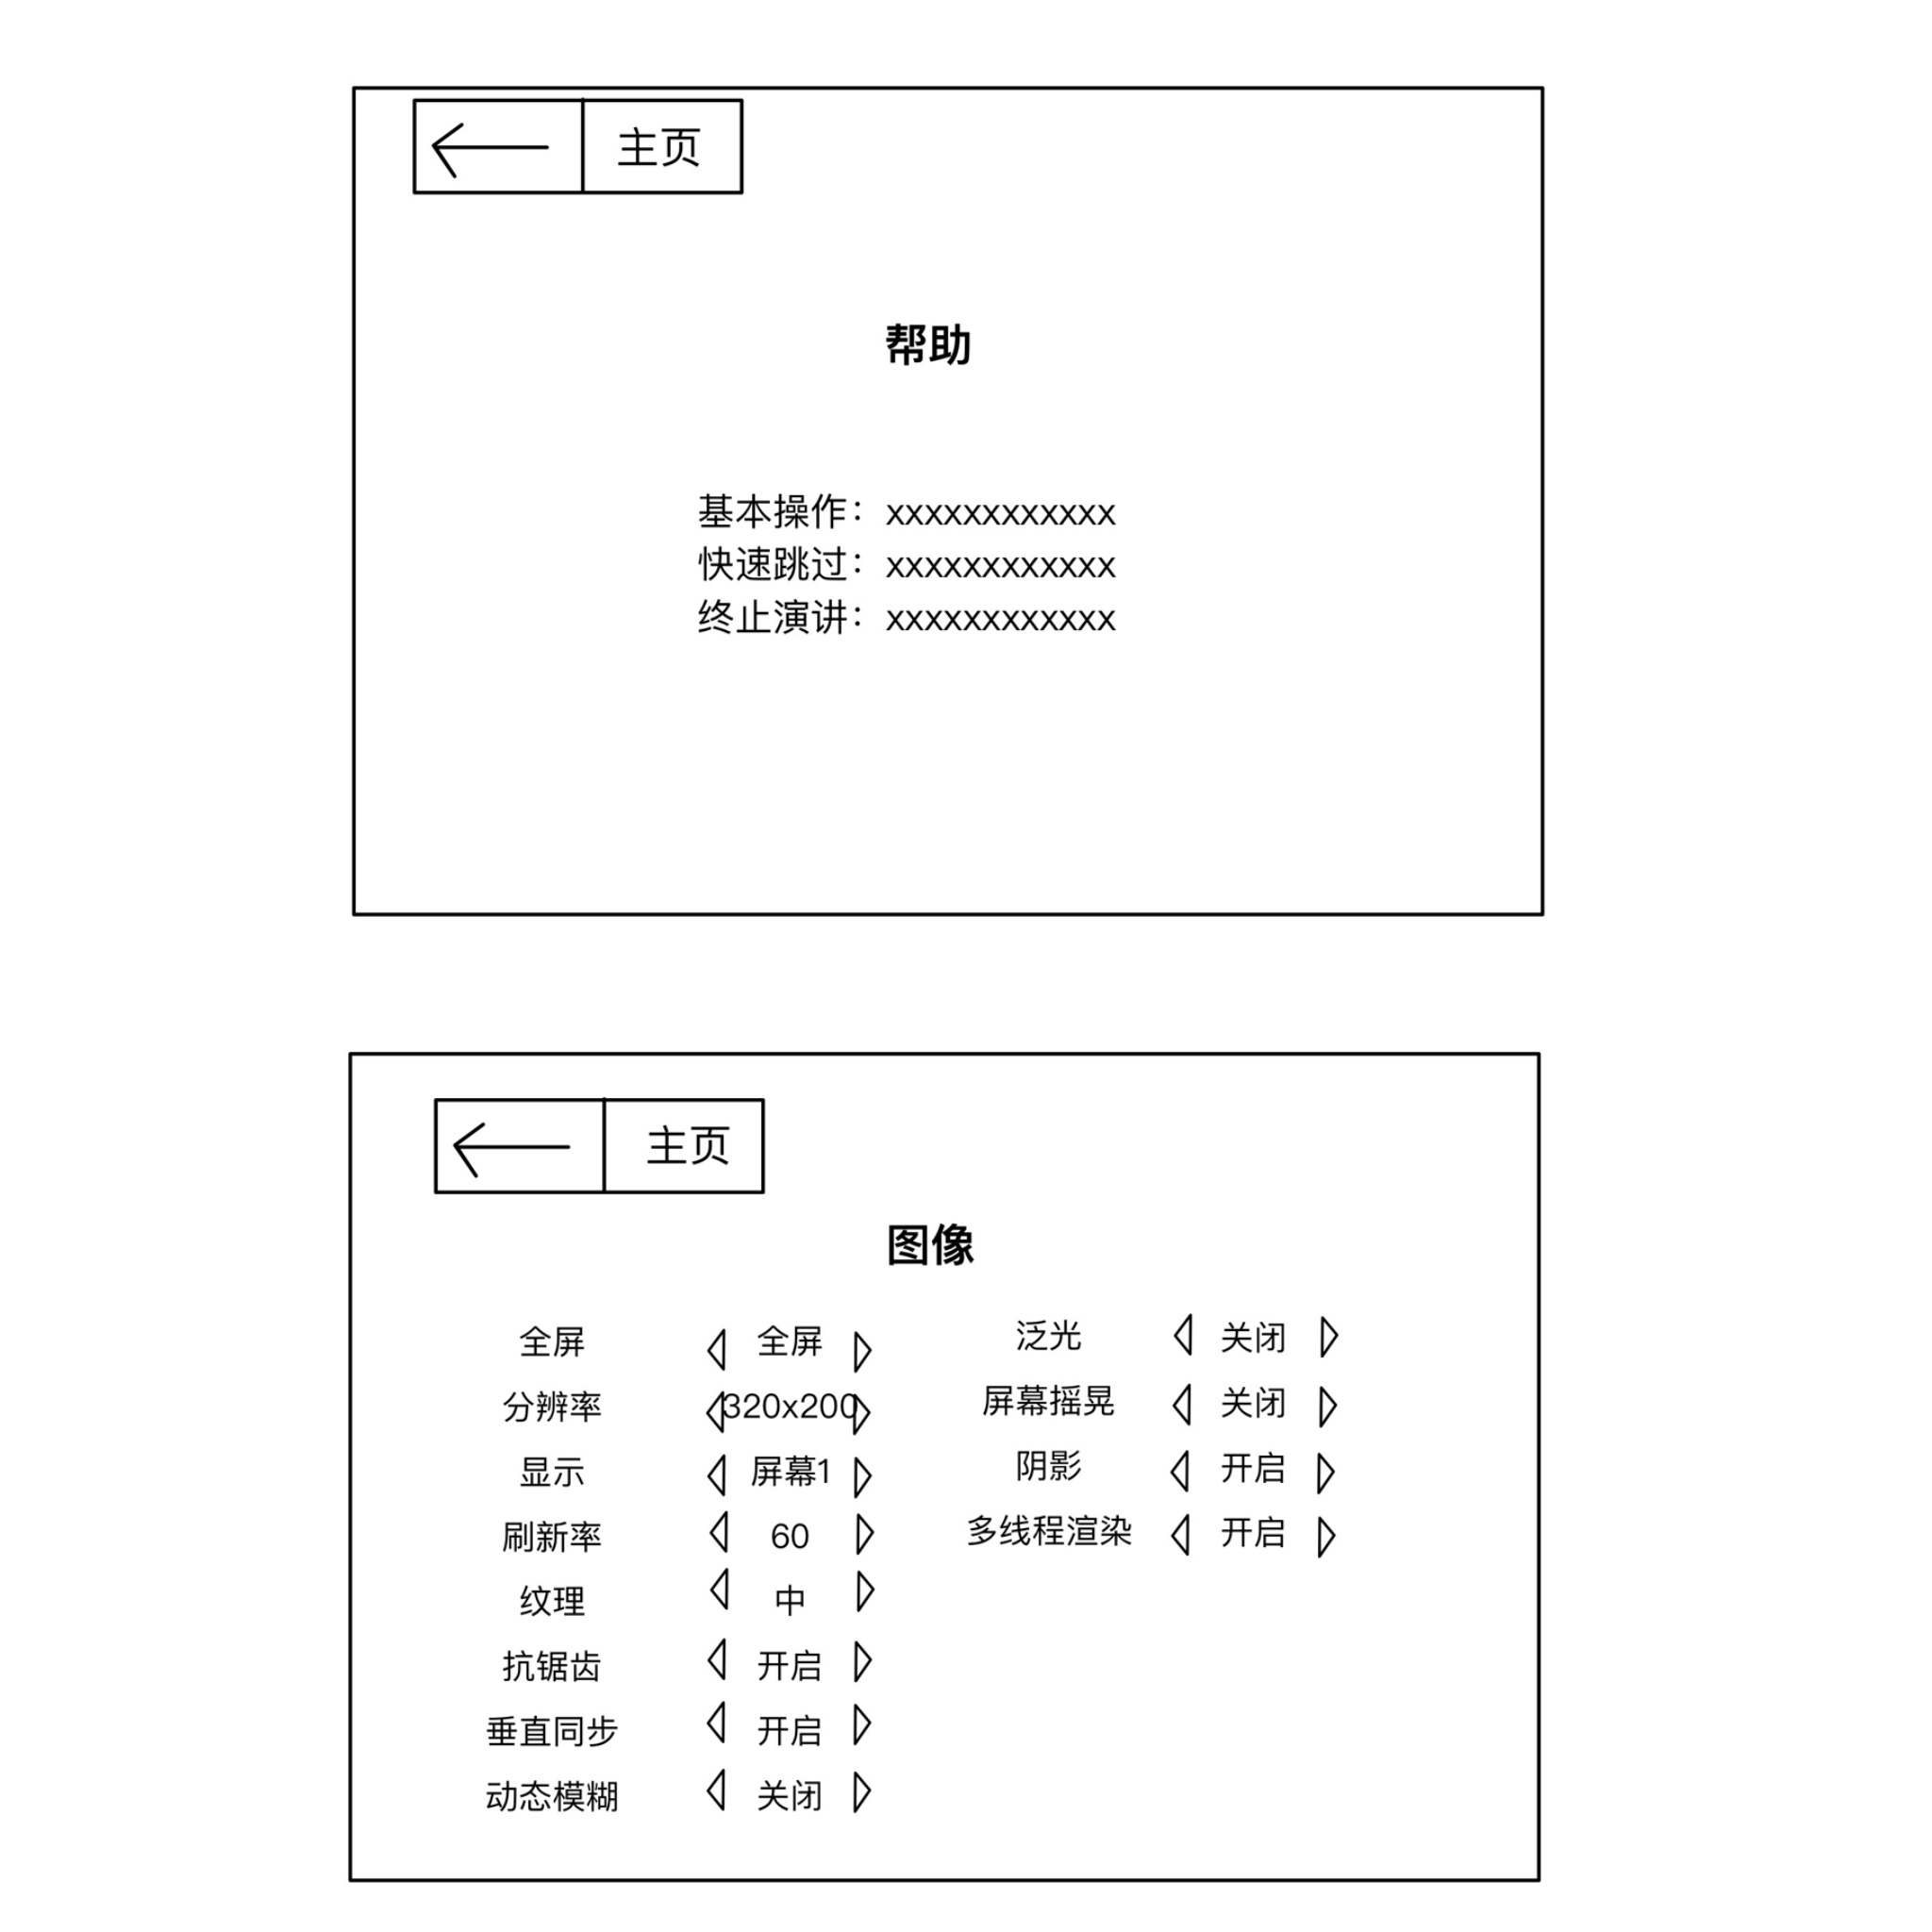 主页
帮助
基本操作：xxxxxxxxxxxx
快速跳过：xxxxxxxxxxxx
终止演讲：xxxxxxxxxxxx
主页
图像
全屏 全屏
分辨率 320x200
显示 屏幕1
刷新率 60
纹理 中
抗锯齿 开启
垂直同步 开启
动态模糊 关闭
泛光 关闭
屏幕摇晃 关闭
阴影 开启
多线程渲染 开启